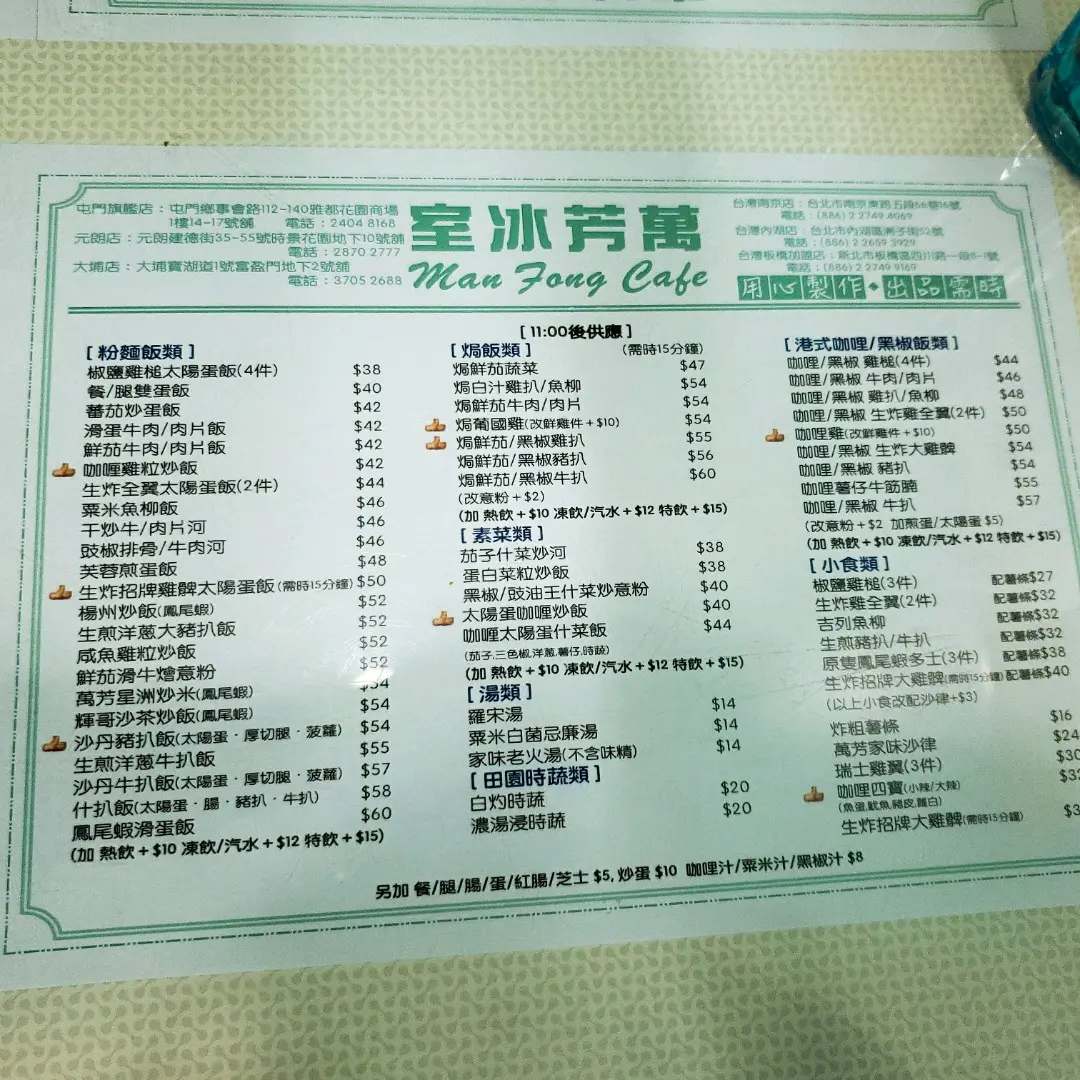 屯門旗艦店：屯門鄉事會路112-140雅都花園商場
1樓14-17號舖 電話：2404 8168
元朗店：元朗建德街35-55號時景花園地下10號舖
電話：2870 2777
大埔店：大埔寶湖道1號富盈門地下2號舖
電話：3705 2688
室冰芳萬
Man Fong Cafe
台灣南京店：台北市南京東路五段66巷16號
電話：(886) 2 2749 4069
台灣內湖店：台北市內湖區洲子街52號
電話：(886) 2 2659 3929
台灣板橋加盟店：新北市板橋區四川路一段8-1號
電話：(886) 2 2749 9169
用心製作・出品需時
[ 粉麵飯類 ]
椒鹽雞槌太陽蛋飯(4件) $38
餐/腿雙蛋飯 $40
蕃茄炒蛋飯 $42
滑蛋牛肉/肉片飯 $42
鮮茄牛肉/肉片飯 $42
咖喱雞粒炒飯 $42
生炸全翼太陽蛋飯(2件) $44
粟米魚柳飯 $46
干炒牛/肉片河 $46
豉椒排骨/牛肉河 $46
芙蓉煎蛋飯 $48
生炸招牌雞髀太陽蛋飯(需時15分鐘) $50
楊州炒飯(鳳尾蝦) $52
生煎洋蔥大豬扒飯 $52
咸魚雞粒炒飯 $52
鮮茄滑牛燴意粉 $52
萬芳星洲炒米(鳳尾蝦) $54
輝哥沙茶炒飯(鳳尾蝦) $54
沙丹豬扒飯(太陽蛋・厚切腿・菠蘿) $54
生煎洋蔥牛扒飯 $55
沙丹牛扒飯(太陽蛋・厚切腿・菠蘿) $57
什扒飯(太陽蛋・腸・豬扒・牛扒) $58
鳳尾蝦滑蛋飯 $60
(加 熱飲+$10 凍飲/汽水+$12 特飲+$15)
[ 11:00後供應 ]
[ 焗飯類 ] (需時15分鐘)
焗鮮茄蔬菜 $47
焗白汁雞扒/魚柳 $54
焗鮮茄牛肉/肉片 $54
焗葡國雞(改鮮雞件+$10) $54
焗鮮茄/黑椒雞扒 $55
焗鮮茄/黑椒豬扒 $56
焗鮮茄/黑椒牛扒 $60
(改意粉+$2)
(加 熱飲+$10 凍飲/汽水+$12 特飲+$15)
[ 素菜類 ]
茄子什菜炒河 $38
蛋白菜粒炒飯 $38
黑椒/豉油王什菜炒意粉 $40
太陽蛋咖喱炒飯 $40
咖喱太陽蛋什菜飯 $44
(茄子,三色椒,洋蔥,薯仔,時蔬)
(加 熱飲+$10 凍飲/汽水+$12 特飲+$15)
[ 湯類 ]
羅宋湯 $14
粟米白菌忌廉湯 $14
家味老火湯(不含味精) $14
[ 田園時蔬類 ]
白灼時蔬 $20
濃湯浸時蔬 $20
[ 港式咖哩/黑椒飯類 ]
咖哩/黑椒 雞槌(4件) $44
咖哩/黑椒 牛肉/肉片 $46
咖哩/黑椒 雞扒/魚柳 $48
咖哩/黑椒 生炸雞全翼(2件) $50
咖哩雞(改鮮雞件+$10) $50
咖哩/黑椒 生炸大雞髀 $54
咖哩/黑椒 豬扒 $54
咖哩薯仔牛筋腩 $55
咖哩/黑椒 牛扒 $57
(改意粉+$2 加煎蛋/太陽蛋 $5)
(加 熱飲+$10 凍飲/汽水+$12 特飲+$15)
[ 小食類 ]
椒鹽雞槌(3件) 配薯條$27
生炸雞全翼(2件) 配薯條$32
吉列魚柳 配薯條$32
生煎豬扒/牛扒 配薯條$32
原隻鳳尾蝦多士(3件) 配薯條$38
生炸招牌大雞髀(需時15分鐘) 配薯條$40
(以上小食改配沙律+$3)
炸粗薯條 $16
萬芳家味沙律 $24
瑞士雞翼(3件)
咖哩四寶(小辣/大辣)
(魚蛋,魷魚,豬皮,蘿白)
生炸招牌大雞髀(需時15分鐘)
另加 餐/腿/腸/蛋/紅腸/芝士 $5, 炒蛋 $10 咖哩汁/粟米汁/黑椒汁 $8